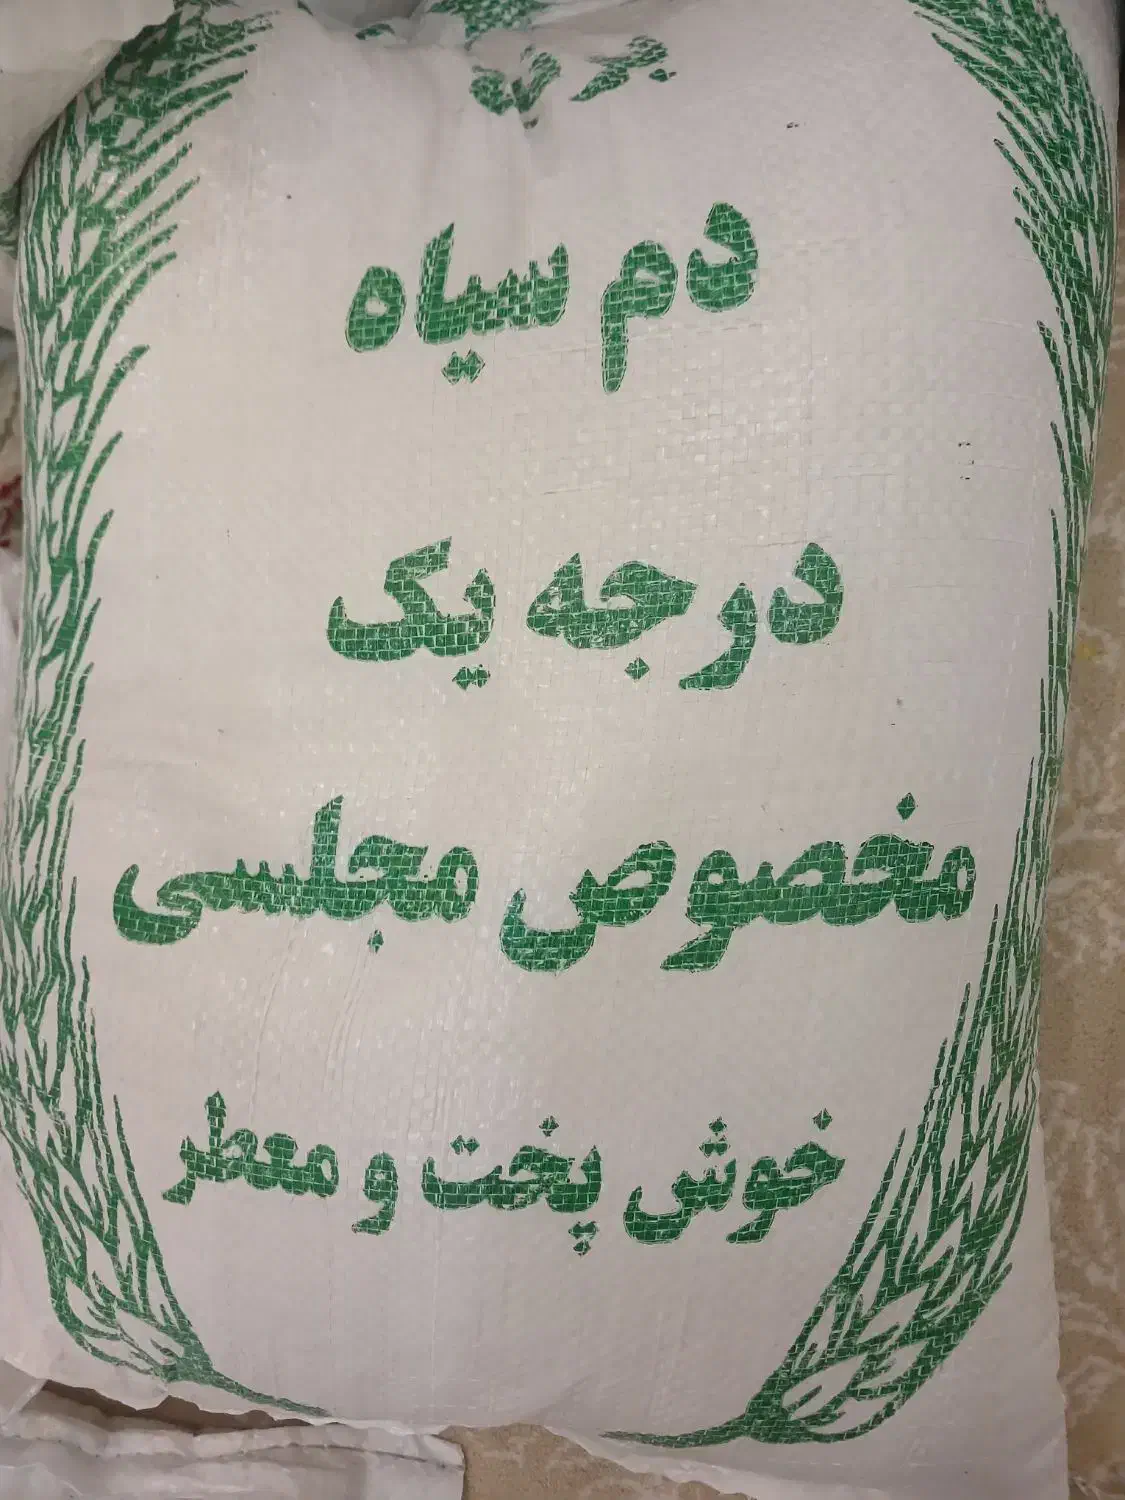 دم سیاه
درجه یک
مخصوص مجلسی
خوش پخت و معطر